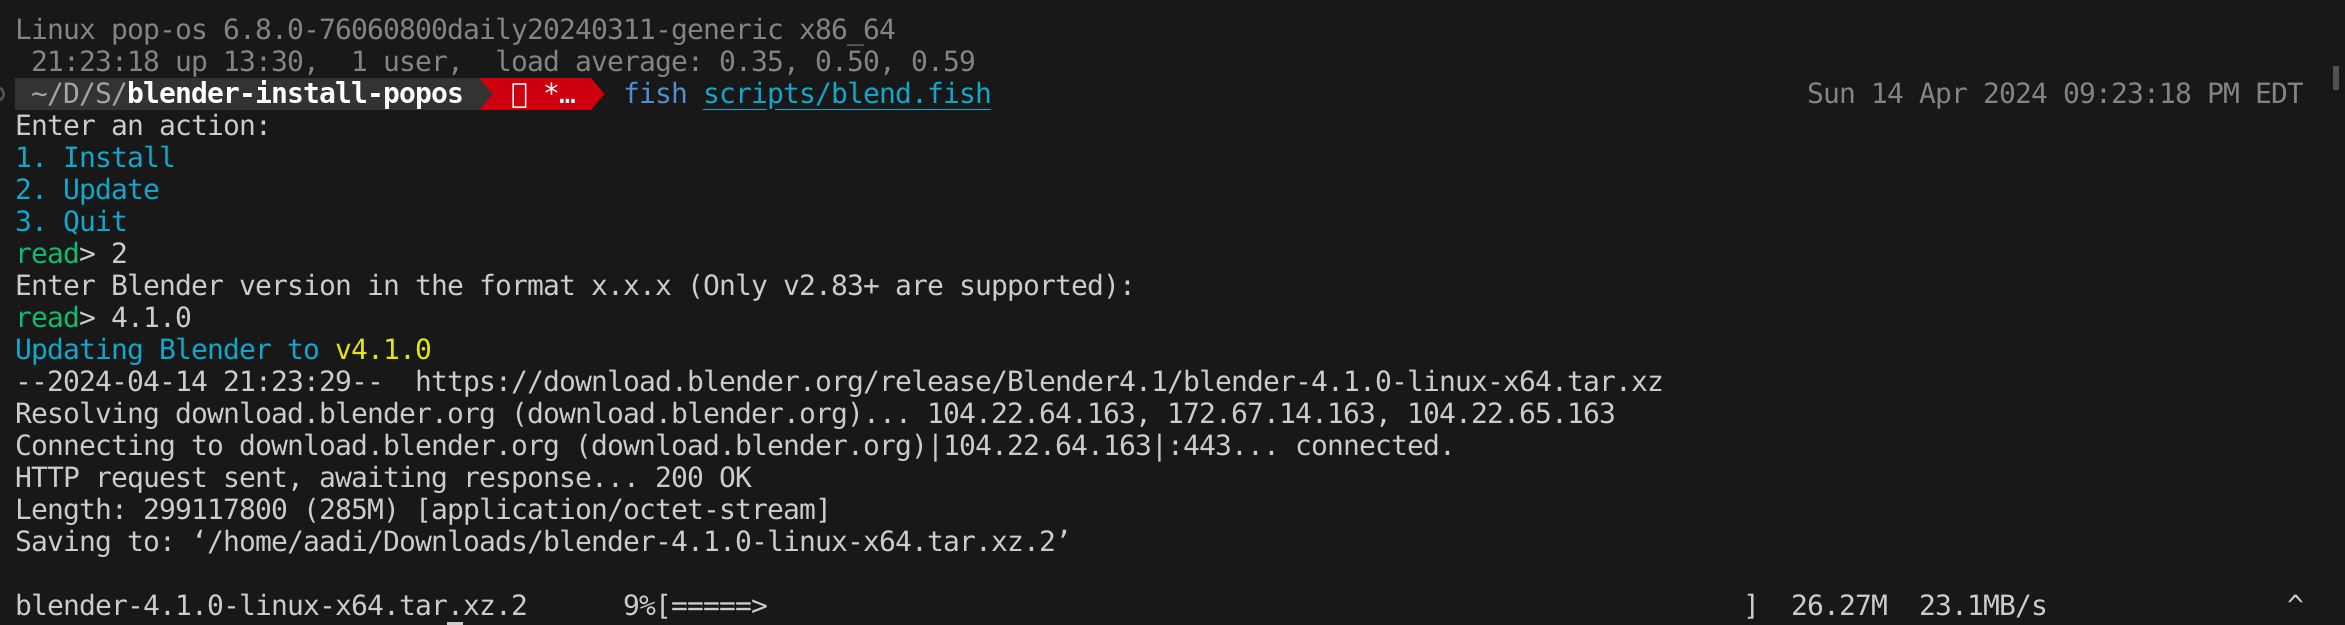 Linux pop-os 6.8.0-76060800daily20240311-generic x86_64
 21:23:18 up 13:30,  1 user,  load average: 0.35, 0.50, 0.59
~/D/S/blender-install-popos  *… fish scripts/blend.fish Sun 14 Apr 2024 09:23:18 PM EDT
Enter an action:
1. Install
2. Update
3. Quit
read> 2
Enter Blender version in the format x.x.x (Only v2.83+ are supported):
read> 4.1.0
Updating Blender to v4.1.0
--2024-04-14 21:23:29--  https://download.blender.org/release/Blender4.1/blender-4.1.0-linux-x64.tar.xz
Resolving download.blender.org (download.blender.org)... 104.22.64.163, 172.67.14.163, 104.22.65.163
Connecting to download.blender.org (download.blender.org)|104.22.64.163|:443... connected.
HTTP request sent, awaiting response... 200 OK
Length: 299117800 (285M) [application/octet-stream]
Saving to: ‘/home/aadi/Downloads/blender-4.1.0-linux-x64.tar.xz.2’
blender-4.1.0-linux-x64.tar.xz.2      9%[=====>                    ]  26.27M  23.1MB/s               ^